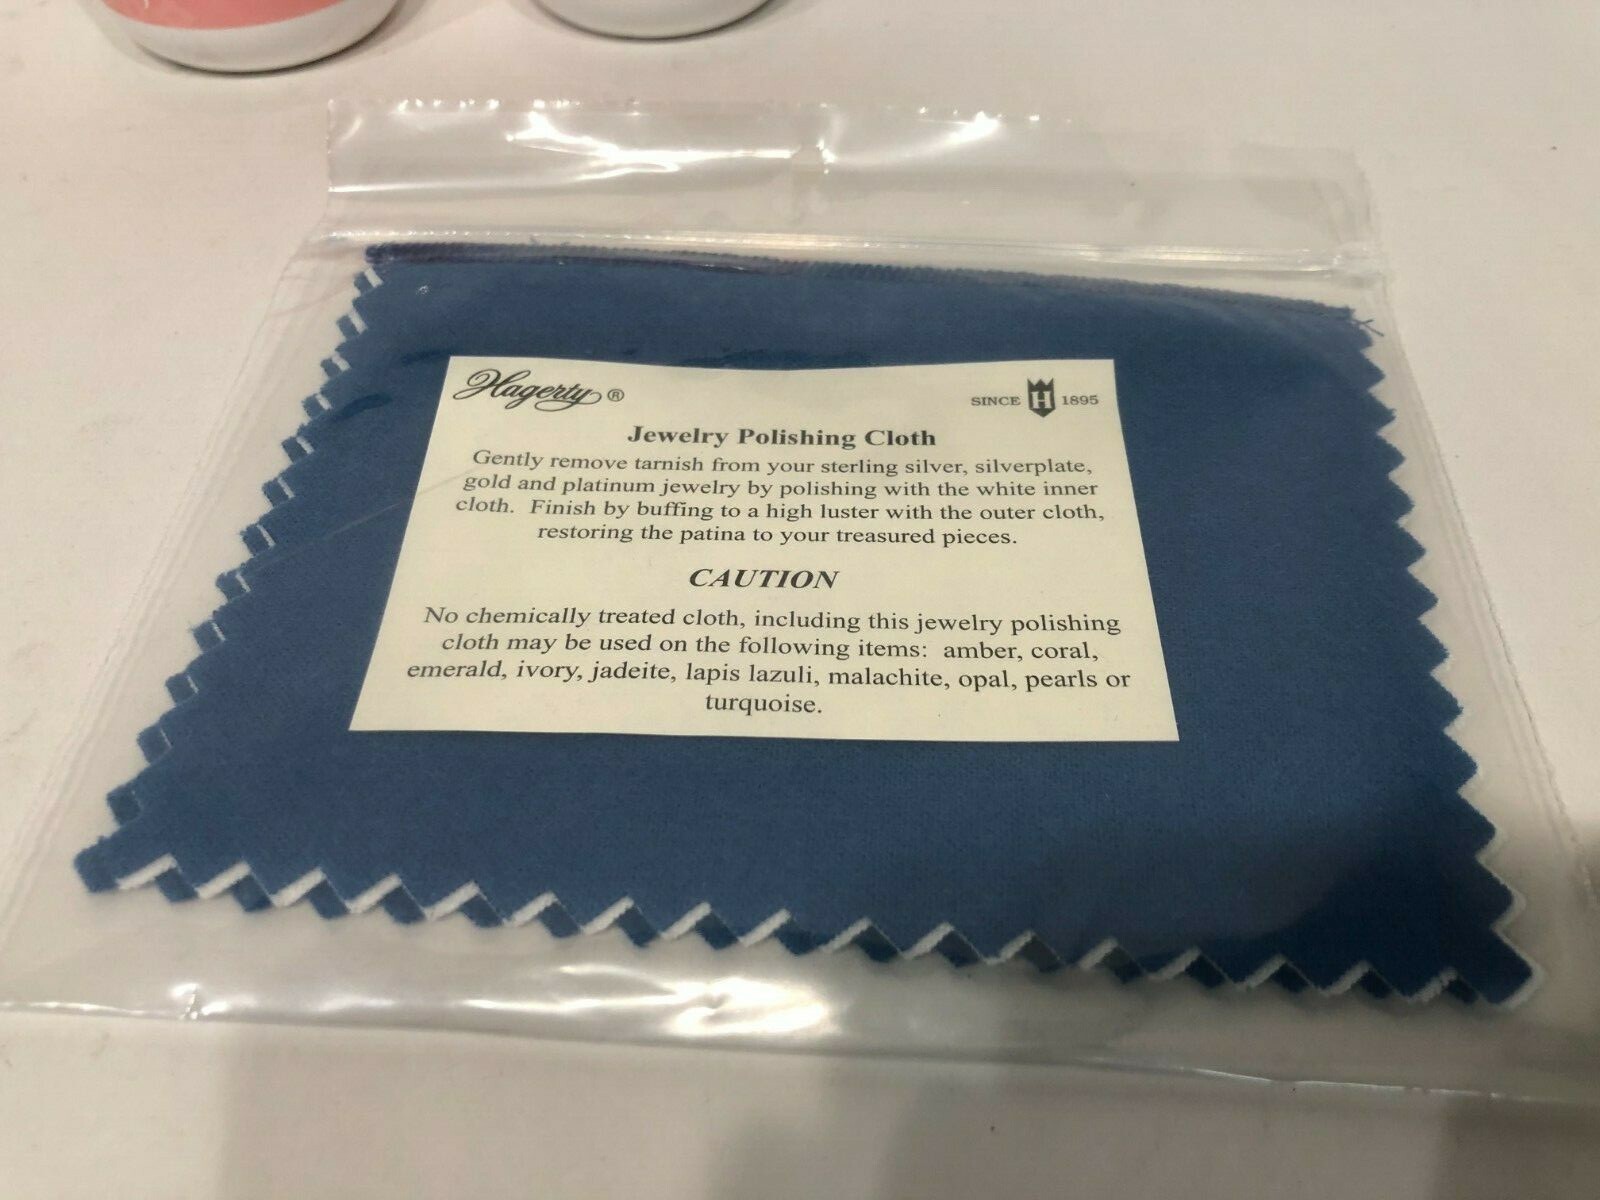 Hagerty®
SINCE H 1895
Jewelry Polishing Cloth
Gently remove tarnish from your sterling silver, silverplate,
gold and platinum jewelry by polishing with the white inner
cloth. Finish by buffing to a high luster with the outer cloth,
restoring the patina to your treasured pieces.
CAUTION
No chemically treated cloth, including this jewelry polishing
cloth may be used on the following items: amber, coral,
emerald, ivory, jadeite, lapis lazuli, malachite, opal, pearls or
turquoise.